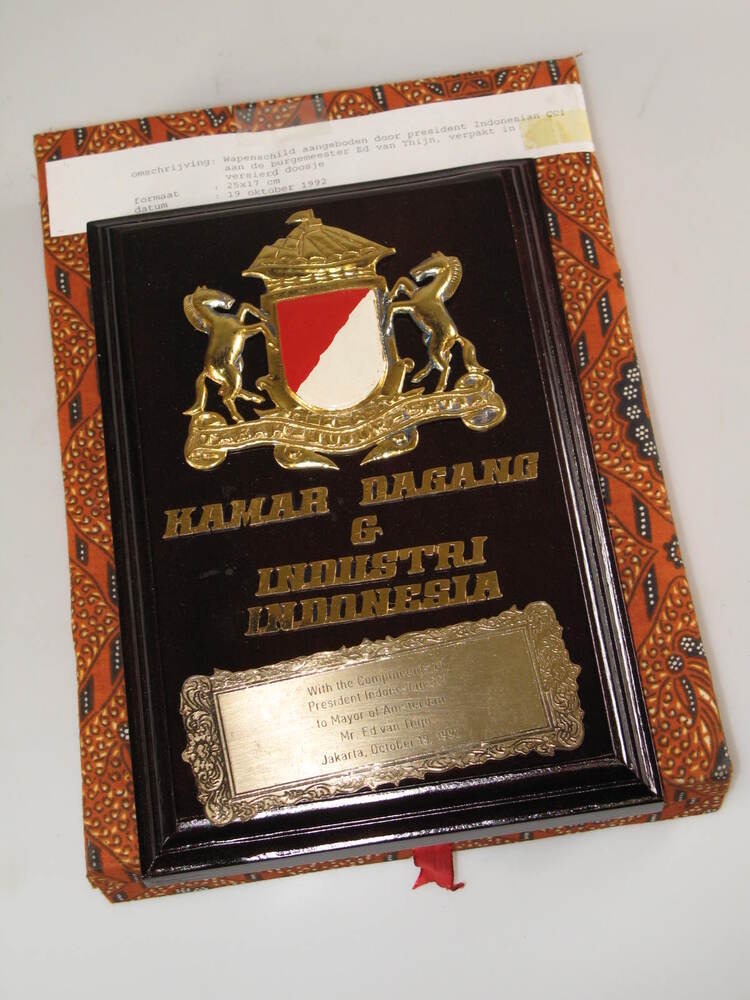 omschrijving: Wapenschild aangeboden door president Indonesian CCI
aan de burgemeester Ed van Thijn, verpakt in
versierd doosje
formaat : 25x17 cm
datum : 19 oktober 1992
KAMAR DAGANG
&
INDUSTRI
INDONESIA
With the Compliments
President Indonesian
to Mayor of Amsterdam
Mr. Ed van Thijn
Jakarta, October 19, 1992